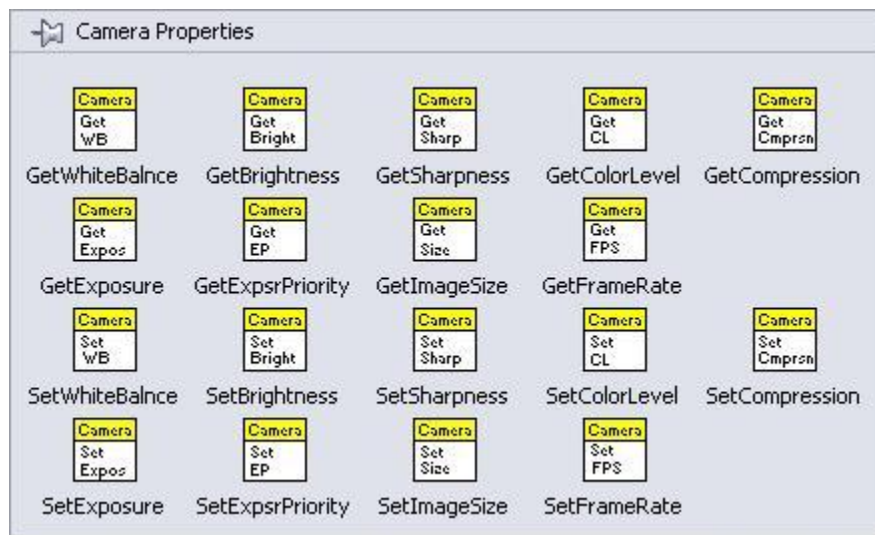 Camera Properties
Camera Camera Camera Camera Camera
Get Get Get Get Get
WB Bright Sharp CL Cmprsn
GetWhiteBalnce GetBrightness GetSharpness GetColorLevel GetCompression
Camera Camera Camera Camera
Get Get Get Get
Expos EP Size FPS
GetExposure GetExpsrPriority GetImageSize GetFrameRate
Camera Camera Camera Camera Camera
Set Set Set Set Set
WB Bright Sharp CL Cmprsn
SetWhiteBalnce SetBrightness SetSharpness SetColorLevel SetCompression
Camera Camera Camera Camera
Set Set Set Set
Expos EP Size FPS
SetExposure SetExpsrPriority SetImageSize SetFrameRate